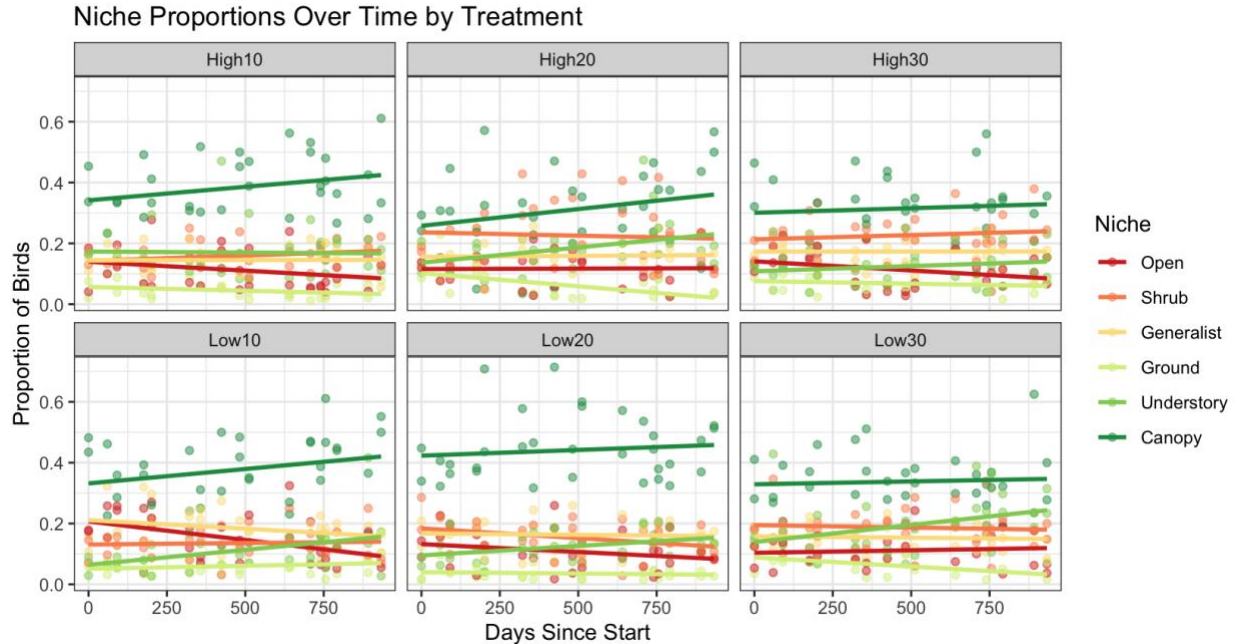 Niche Proportions Over Time by Treatment
High10 High20 High30
0.6
0.4
0.2
0.0
Low10 Low20 Low30
0.6
0.4
0.2
0.0
0 250 500 750 0 250 500 750 0 250 500 750
Days Since Start
Proportion of Birds
Niche
Open
Shrub
Generalist
Ground
Understory
Canopy